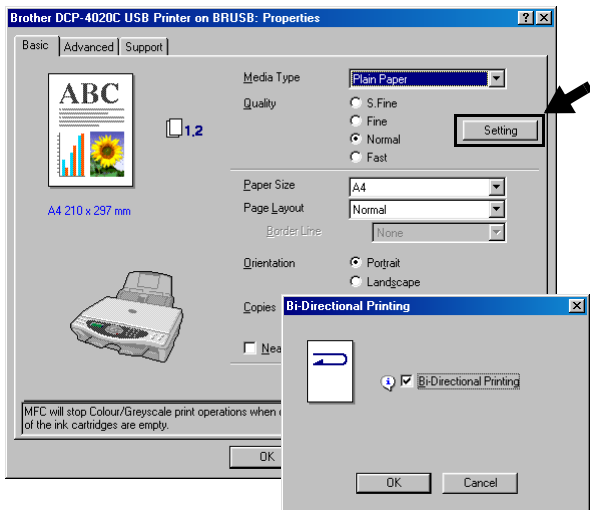 Brother DCP-4020C USB Printer on BRUSB: Properties
Basic Advanced Support
ABC
1.2
A4 210 x 297 mm
Media Type Plain Paper
Quality S.Fine
Fine
Normal
Fast
Setting
Paper Size A4
Page Layout Normal
Border Line None
Orientation Portrait
Landscape
Copies
MFC will stop Colour/Greyscale print operations when
of the ink cartridges are empty.
OK
Bi-Directional Printing
Bi-Directional Printing
OK Cancel